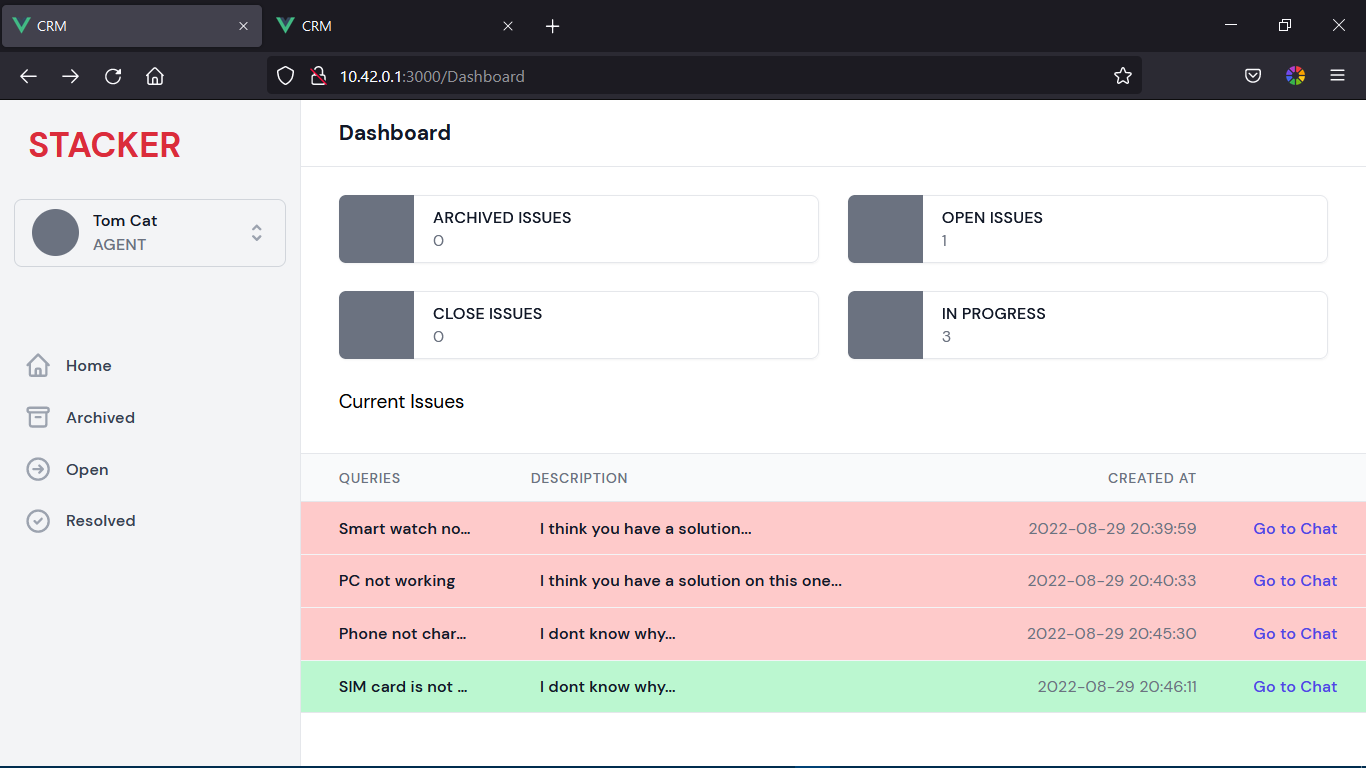 CRM
CRM
10.42.0.1:3000/Dashboard
STACKER
Tom Cat
AGENT
Home
Archived
Open
Resolved
Dashboard
ARCHIVED ISSUES
0
OPEN ISSUES
1
CLOSE ISSUES
0
IN PROGRESS
3
Current Issues
QUERIES DESCRIPTION CREATED AT
Smart watch no... I think you have a solution... 2022-08-29 20:39:59 Go to Chat
PC not working I think you have a solution on this one... 2022-08-29 20:40:33 Go to Chat
Phone not char... I dont know why... 2022-08-29 20:45:30 Go to Chat
SIM card is not ... I dont know why... 2022-08-29 20:46:11 Go to Chat